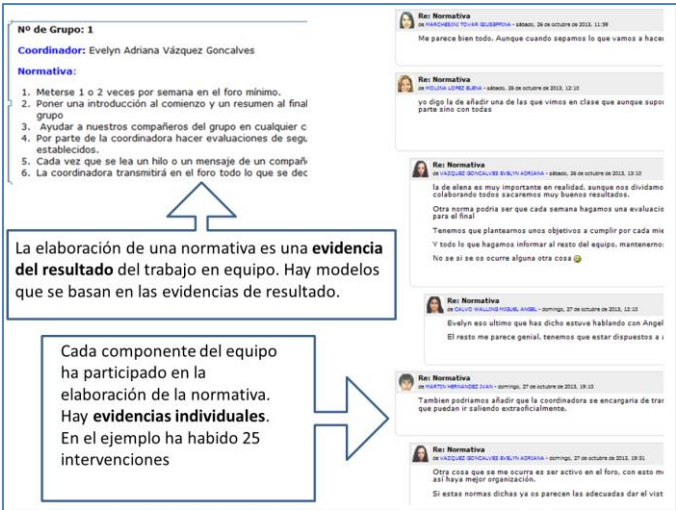 Nº de Grupo: 1
Coordinador: Evelyn Adriana Vázquez Goncalves
Normativa:
1. Meterse 1 o 2 veces por semana en el foro mínimo.
2. Poner una introducción al comienzo y un resumen al final
grupo
3. Ayudar a nuestros compañeros del grupo en cualquier c
4. Por parte de la coordinadora hacer evaluaciones de segu
establecidos.
5. Cada vez que se lea un hilo o un mensaje de un compañ
6. La coordinadora transmitirá en el foro todo lo que se dec
La elaboración de una normativa es una evidencia
del resultado del trabajo en equipo. Hay modelos
que se basan en las evidencias de resultado.
Cada componente del equipo
ha participado en la
elaboración de la normativa.
Hay evidencias individuales.
En el ejemplo ha habido 25
intervenciones
Re: Normativa
de MARCHESINI TOVAR GIUSEPPINA - sábado, 26 de octubre de 2013, 11:39
Me parece bien todo. Aunque cuando sepamos lo que vamos a hacer
Re: Normativa
de MOLINA LOPEZ ELENA - sábado, 26 de octubre de 2013, 12:10
yo digo la de añadir una de las que vimos en clase que aunque supo
parte sino con todas
Re: Normativa
de VAZQUEZ GONCALVES EVELYN ADRIANA - sábado, 26 de octubre de 2013, 13:10
la de elena es muy importante en realidad, aunque nos dividamo
colaborando todos sacaremos muy buenos resultados.
Otra norma podria ser que cada semana hagamos una evaluacio
para el final
Tenemos que plantearnos unos objetivos a cumplir por cada mie
Y todo lo que hagamos informar al resto del equipo, mantenerno
No se si se os ocurre alguna otra cosa
Re: Normativa
de CALVO WALLING MIGUEL ANGEL - domingo, 27 de octubre de 2013, 12:10
Evelyn eso ultimo que has dicho estuve hablando con Angel
El resto me parece genial, tenemos que estar dispuestos a
Re: Normativa
de MARTIN HERNANDEZ IVAN - domingo, 27 de octubre de 2013, 19:10
Tambien podriamos añadir que la coordinadora se encargaria de tra
que puedan ir saliendo extraoficialmente.
Re: Normativa
de VAZQUEZ GONCALVES EVELYN ADRIANA - domingo, 27 de octubre de 2013, 19:51
Otra cosa que se me ocurra es ser activo en el foro, con esto m
así haya mejor organización.
Si estas normas dichas ya os parecen las adecuadas dar el vist